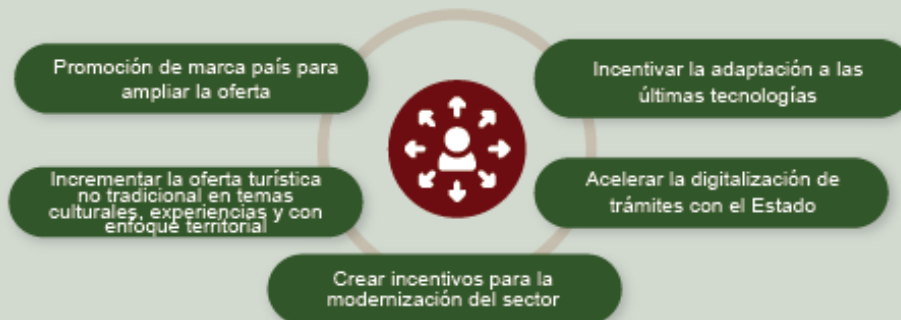 Promoción de marca país para
ampliar la oferta
Incentivar la adaptación a las
últimas tecnologías
Incrementar la oferta turística
no tradicional en temas
culturales, experiencias y con
enfoque territorial
Acelerar la digitalización de
trámites con el Estado
Crear incentivos para la
modernización del sector